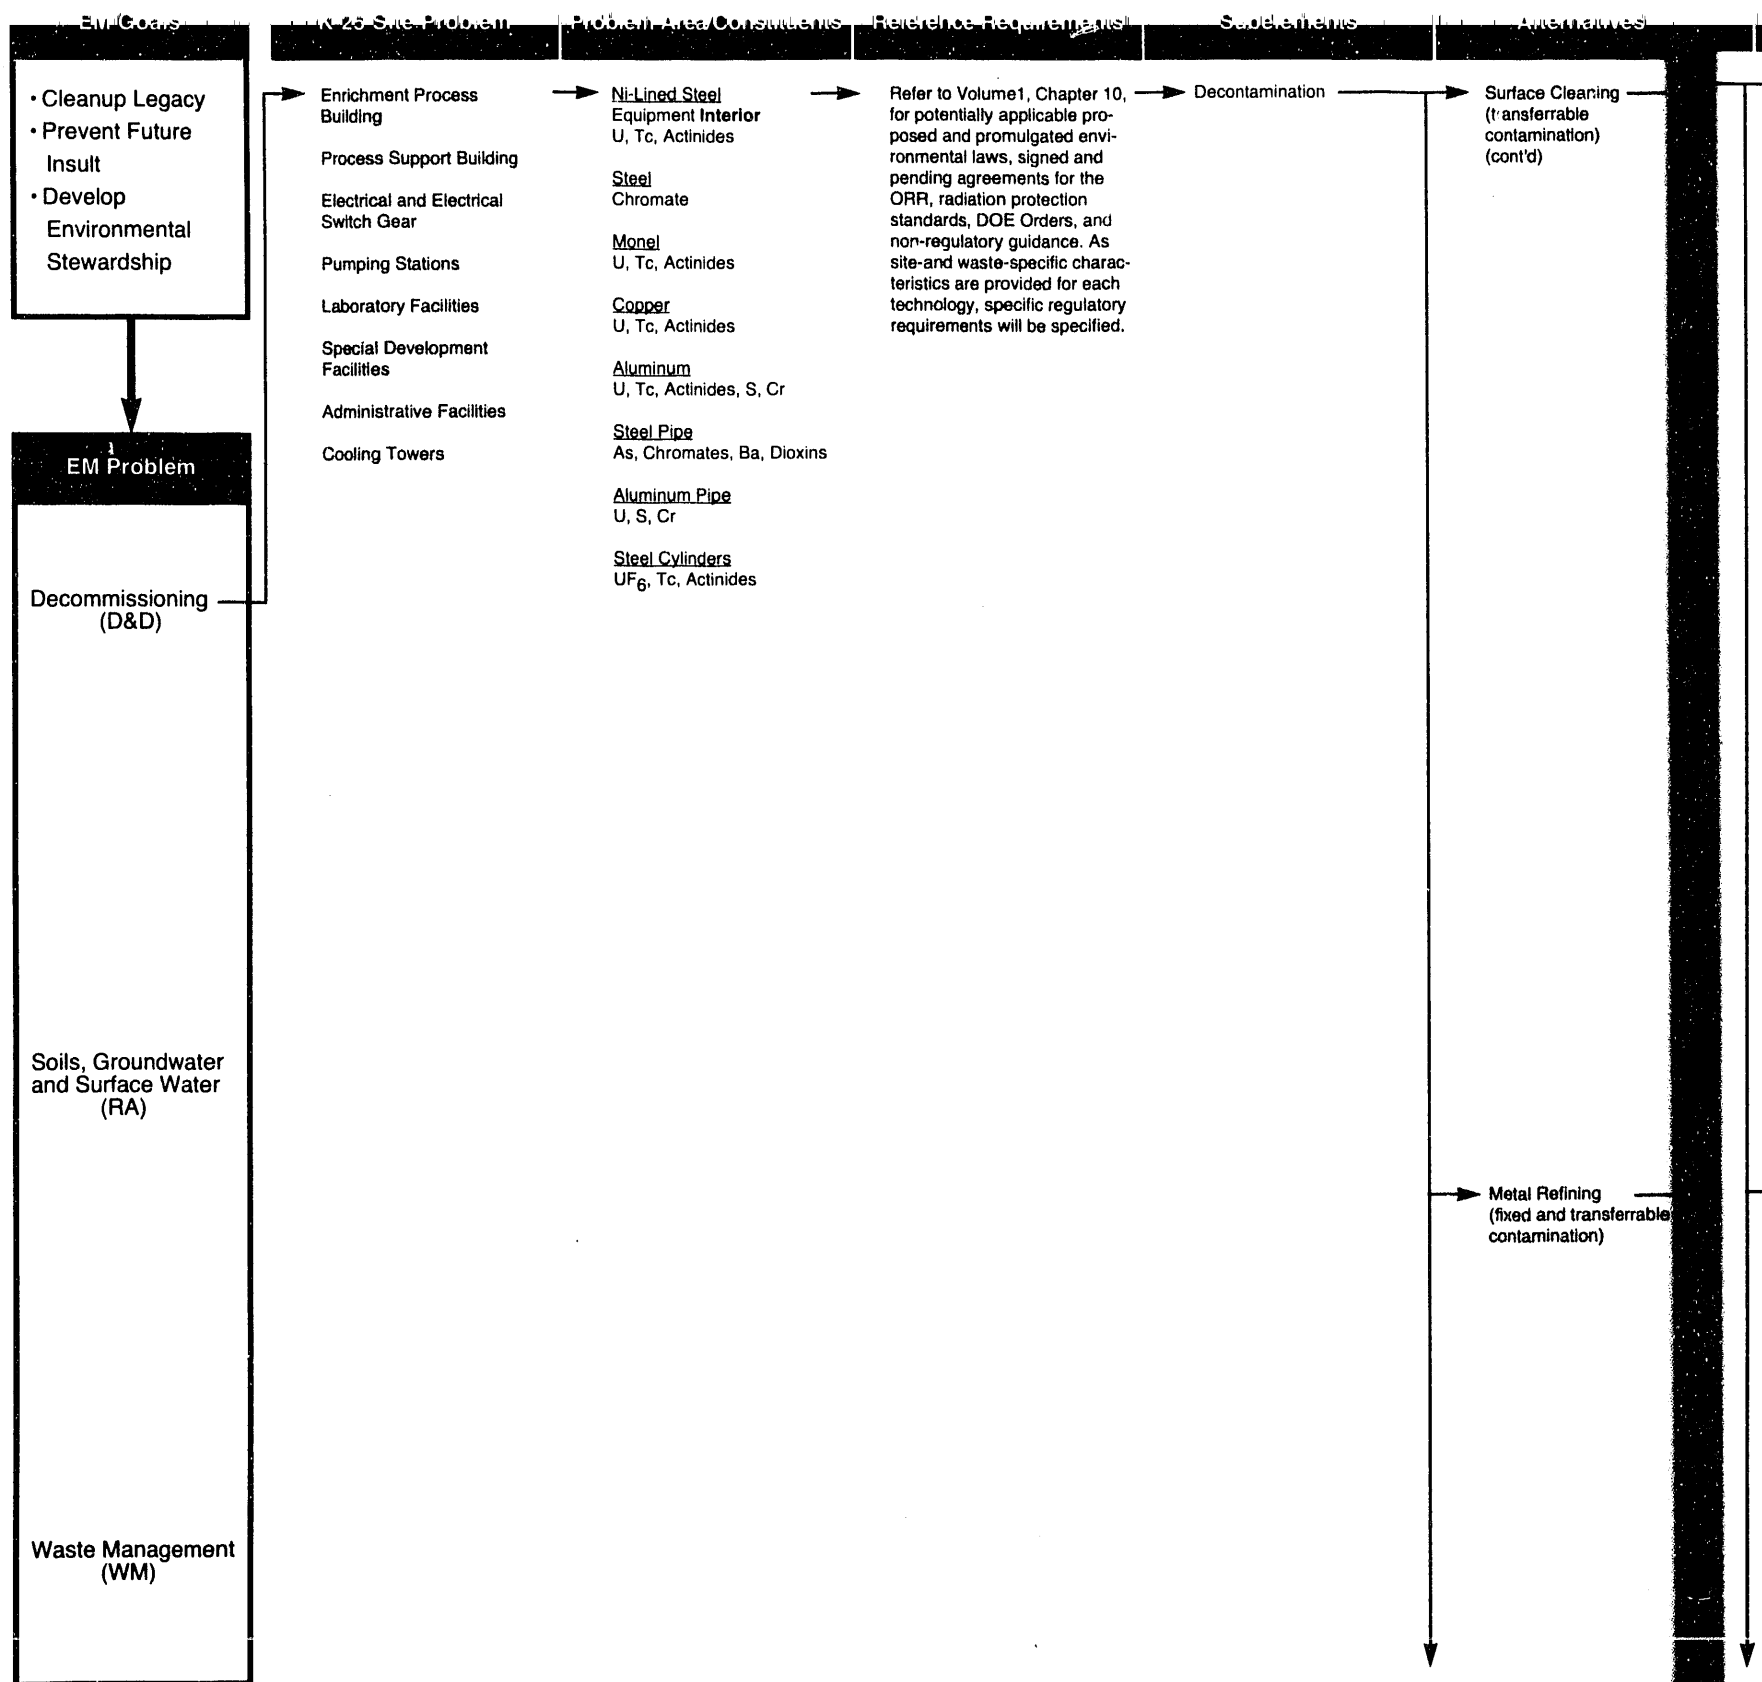 EM Goals
K-25 Site Problem
Problem Area/Constituents
Reference Requirements
Subelements
Alternatives
• Cleanup Legacy
• Prevent Future
Insult
• Develop
Environmental
Stewardship
EM Problem
Decommissioning
(D&D)
Soils, Groundwater
and Surface Water
(RA)
Waste Management
(WM)
Enrichment Process
Building
Process Support Building
Electrical and Electrical
Switch Gear
Pumping Stations
Laboratory Facilities
Special Development
Facilities
Administrative Facilities
Cooling Towers
Ni-Lined Steel
Equipment Interior
U, Tc, Actinides
Steel
Chromate
Monel
U, Tc, Actinides
Copper
U, Tc, Actinides
Aluminum
U, Tc, Actinides, S, Cr
Steel Pipe
As, Chromates, Ba, Dioxins
Aluminum Pipe
U, S, Cr
Steel Cylinders
UF6, Tc, Actinides
Refer to Volume1, Chapter 10,
for potentially applicable pro-
posed and promulgated envi-
ronmental laws, signed and
pending agreements for the
ORR, radiation protection
standards, DOE Orders, and
non-regulatory guidance. As
site-and waste-specific charac-
teristics are provided for each
technology, specific regulatory
requirements will be specified.
Decontamination
Surface Cleaning
(transferrable
contamination)
(cont'd)
Metal Refining
(fixed and transferrable
contamination)